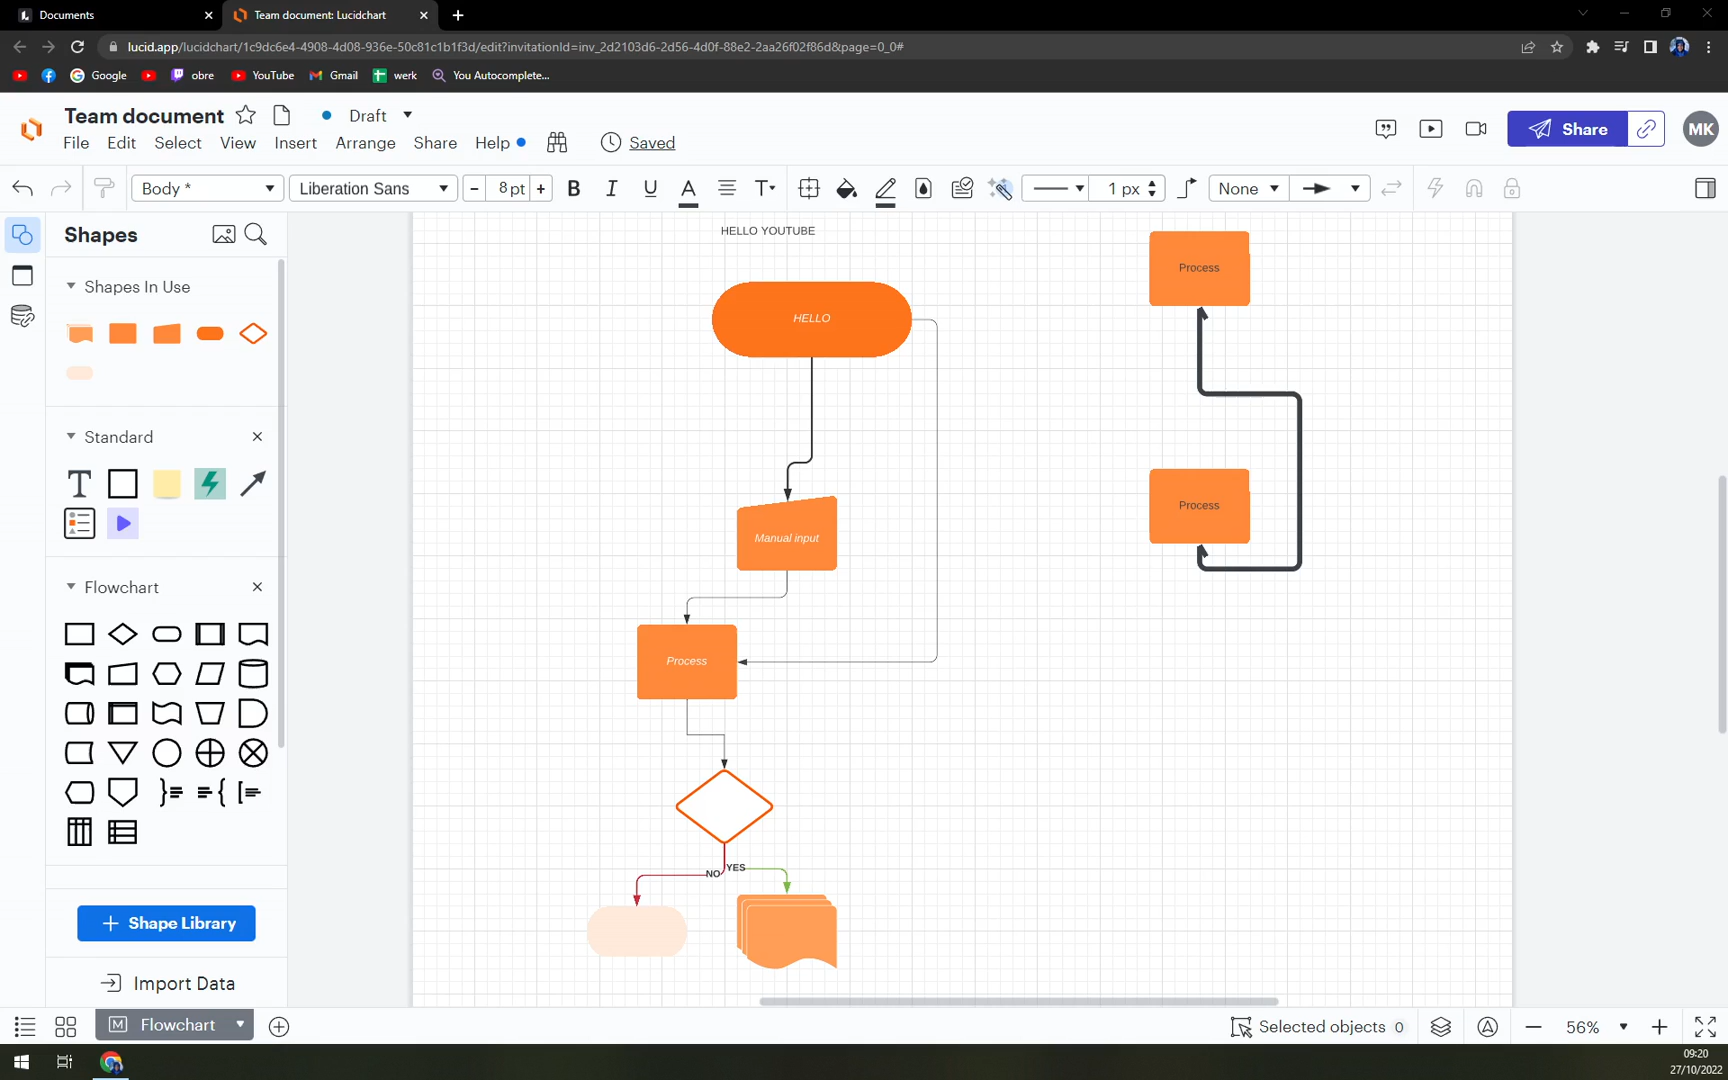 Documents
Team document: Lucidchart
lucid.app/lucidchart/1c9dc6e4-4908-4d08-936e-50c81c1b1f3d/edit?invitationId=inv_2d2103d6-2d56-4d0f-88e2-2aa26f02f86d&page=0_0#
Google
obre
YouTube
Gmail
werk
You Autocomplete...
Team document
Draft
File Edit Select View Insert Arrange Share Help
Saved
Share
MK
Body *
Liberation Sans
- 8 pt +
B I U A T
1 px
None
Shapes
Shapes In Use
Standard
T
Flowchart
+ Shape Library
Import Data
HELLO YOUTUBE
HELLO
Manual input
Process
NO
YES
Process
Process
M Flowchart
Selected objects 0
56%
09:20
27/10/2022